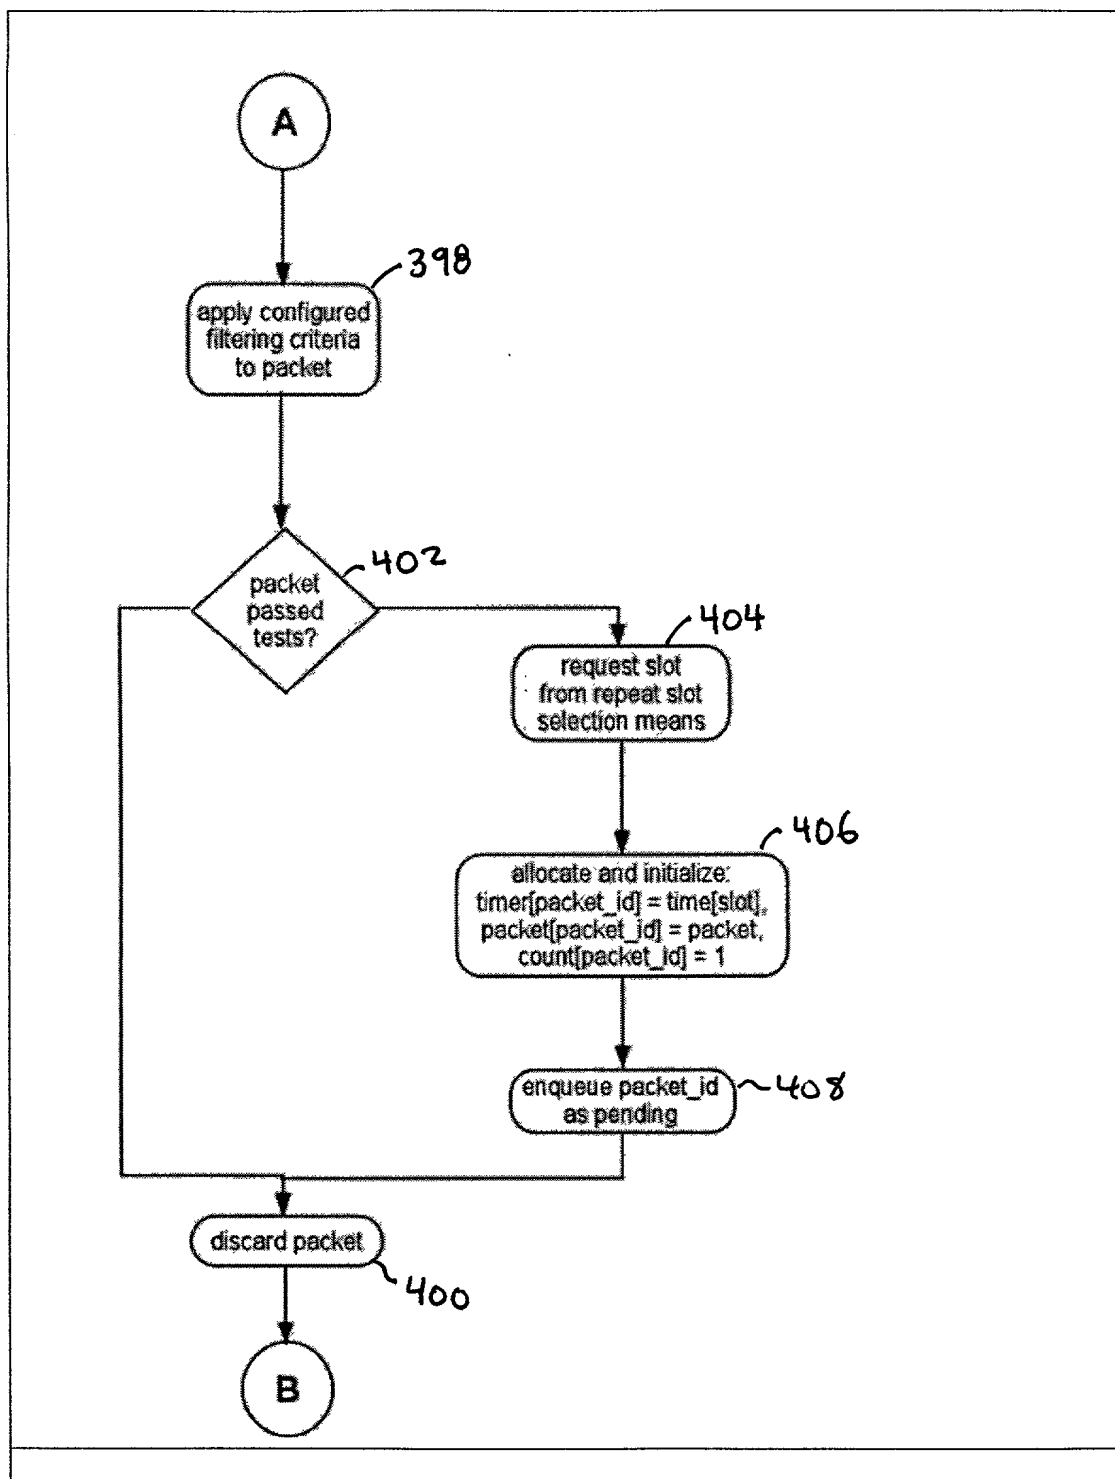 A
398
apply configured
filtering criteria
to packet
402
packet
passed
tests?
404
request slot
from repeat slot
selection means
406
allocate and initialize:
timer[packet_id] = time[slot],
packet[packet_id] = packet,
count[packet_id] = 1
enqueue packet_id
as pending
408
discard packet
400
B